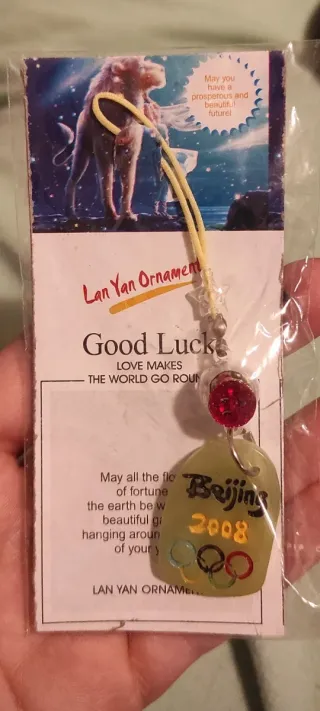 May you
have a
prosperous and
beautiful
future!
Lan Yan Ornament
Good Luck
LOVE MAKES
THE WORLD GO ROUN
May all the flo
of fortune
the earth be w
beautiful ga
hanging aroun
of your y
LAN YAN ORNAMEN
Beijing
2008